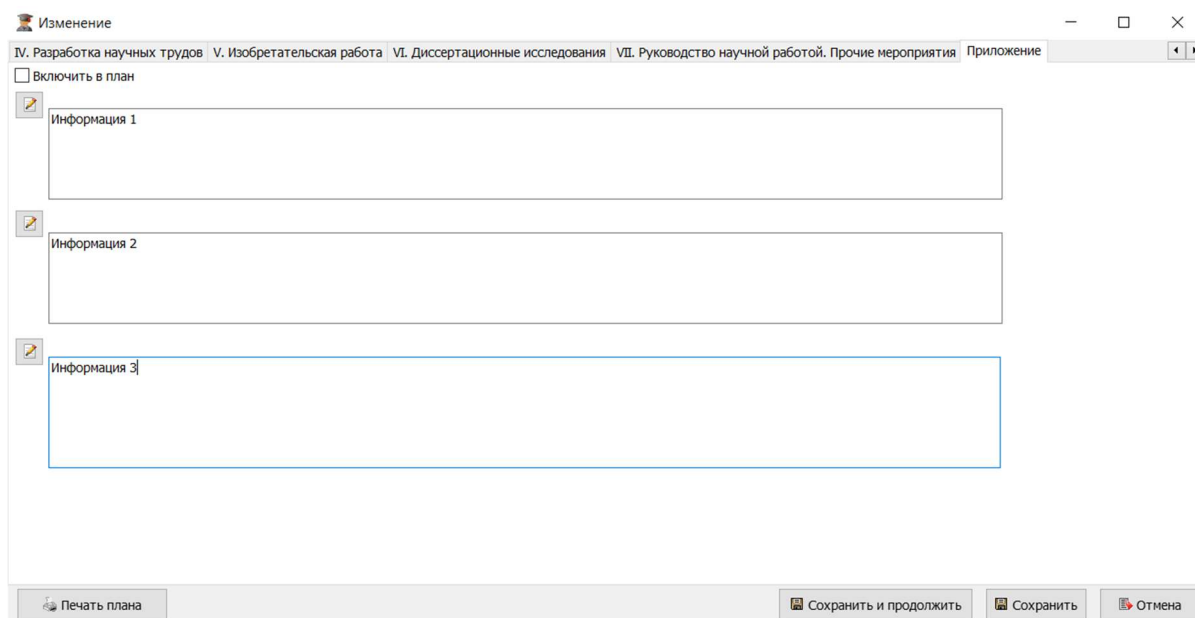 Изменение
IV. Разработка научных трудов V. Изобретательская работа VI. Диссертационные исследования VII. Руководство научной работой. Прочие мероприятия Приложение
Включить в план
Информация 1
Информация 2
Информация 3
Печать плана Сохранить и продолжить Сохранить Отмена